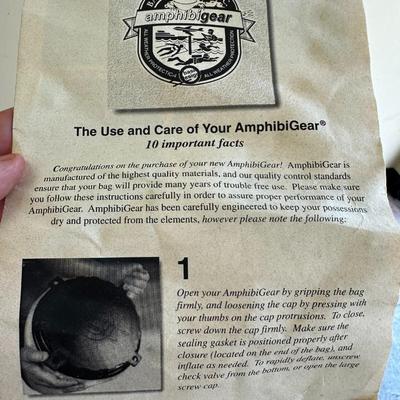 amphibigear
ALL WEATHER PROTECTION
ALL WEATHER PROTECTION
The Use and Care of Your AmphibiGear®
10 important facts
Congratulations on the purchase of your new AmphibiGear! AmphibiGear is
manufactured of the highest quality materials, and our quality control standards
ensure that your bag will provide many years of trouble free use. Please make sure
you follow these instructions carefully in order to assure proper performance of your
AmphibiGear. AmphibiGear has been carefully engineered to keep your possessions
dry and protected from the elements, however please note the following:
1
Open your AmphibiGear by gripping the bag
firmly, and loosening the cap by pressing with
your thumbs on the cap protrusions. To close,
screw down the cap firmly. Make sure the
sealing gasket is positioned properly after
closure (located on the end of the bag), and
inflate as needed. To rapidly deflate, unscrew
check valve from the bottom, or open the large
screw cap.